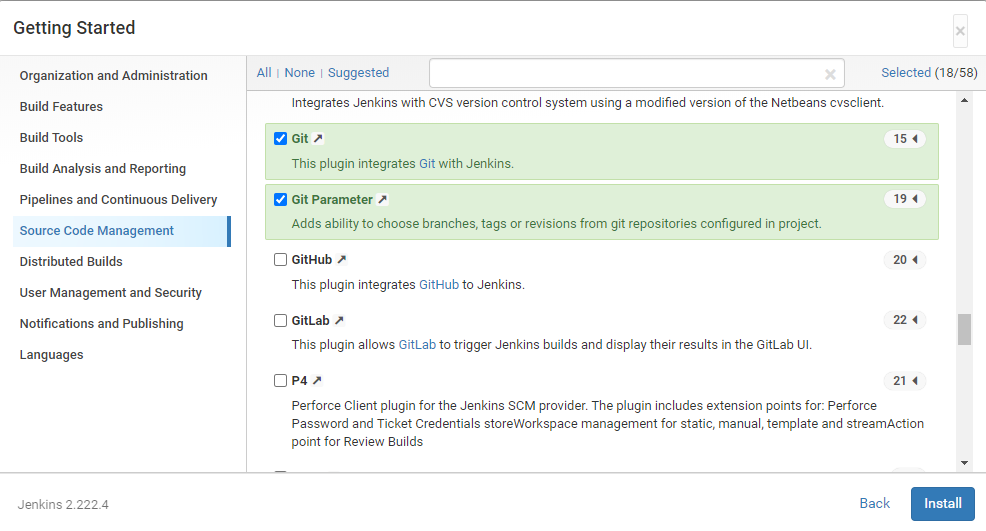 Getting Started
×
Organization and Administration
Build Features
Build Tools
Build Analysis and Reporting
Pipelines and Continuous Delivery
Source Code Management
Distributed Builds
User Management and Security
Notifications and Publishing
Languages
All | None | Suggested
×
Selected (18/58)
Integrates Jenkins with CVS version control system using a modified version of the Netbeans cvsclient.
Git
15
This plugin integrates Git with Jenkins.
Git Parameter
19
Adds ability to choose branches, tags or revisions from git repositories configured in project.
GitHub
20
This plugin integrates GitHub to Jenkins.
GitLab
22
This plugin allows GitLab to trigger Jenkins builds and display their results in the GitLab UI.
P4
21
Perforce Client plugin for the Jenkins SCM provider. The plugin includes extension points for: Perforce
Password and Ticket Credentials storeWorkspace management for static, manual, template and streamAction
point for Review Builds
Jenkins 2.222.4
Back
Install